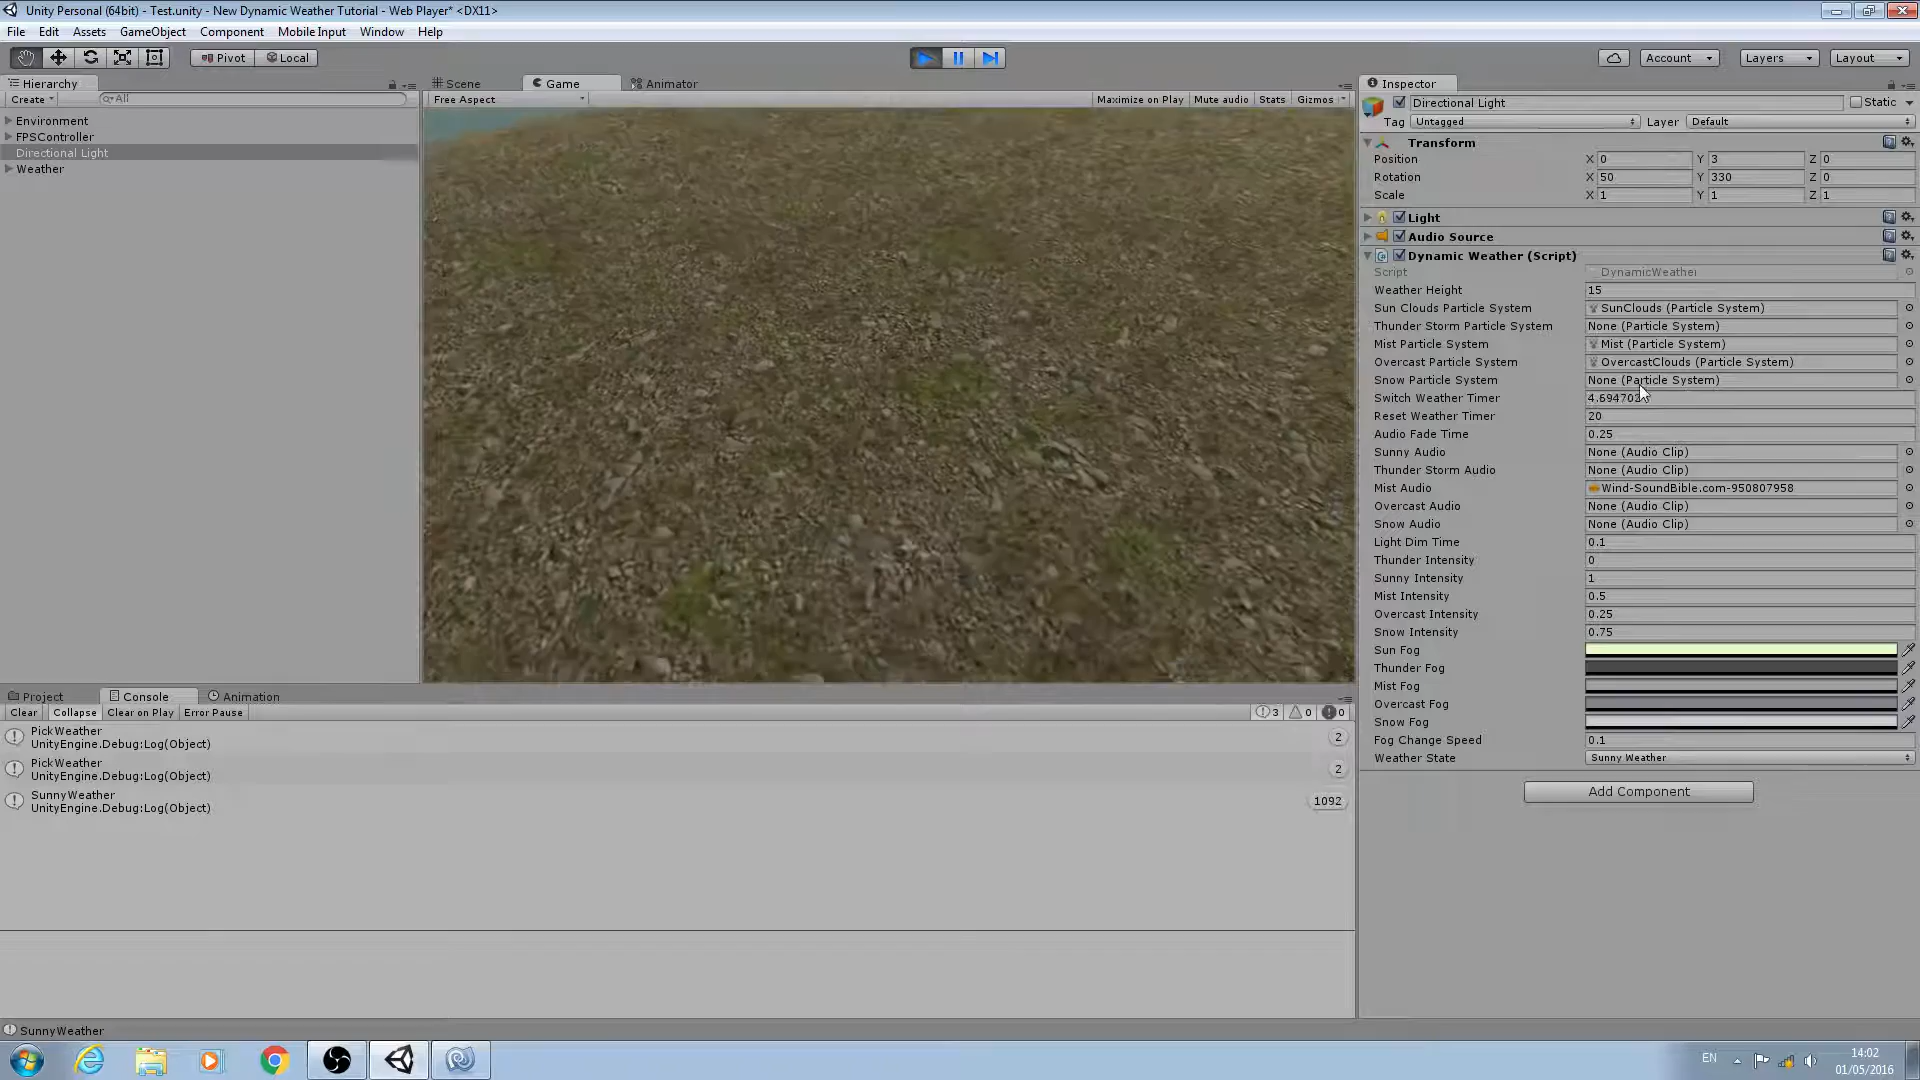 Unity Personal (64bit) - Test.unity - New Dynamic Weather Tutorial - Web Player* <DX11>
File Edit Assets GameObject Component Mobile Input Window Help
Pivot Local Account Layers Layout
Hierarchy
Create All
Environment
FPSController
Directional Light
Weather
Scene Game Animator
Free Aspect Maximize on Play Mute audio Stats Gizmos
Inspector
Directional Light Static
Tag Untagged Layer Default
Transform
Position X 0 Y 3 Z 0
Rotation X 50 Y 330 Z 0
Scale X 1 Y 1 Z 1
Light
Audio Source
Dynamic Weather (Script)
Script DynamicWeather
Weather Height 15
Sun Clouds Particle System SunClouds (Particle System)
Thunder Storm Particle System None (Particle System)
Mist Particle System Mist (Particle System)
Overcast Particle System OvercastClouds (Particle System)
Snow Particle System None (Particle System)
Switch Weather Timer
Reset Weather Timer 20
Audio Fade Time 0.25
Sunny Audio None (Audio Clip)
Thunder Storm Audio None (Audio Clip)
Mist Audio Wind-SoundBible.com-950807958
Overcast Audio None (Audio Clip)
Snow Audio None (Audio Clip)
Light Dim Time 0.1
Thunder Intensity 0
Sunny Intensity 1
Mist Intensity 0.5
Overcast Intensity 0.25
Snow Intensity 0.75
Sun Fog
Thunder Fog
Mist Fog
Overcast Fog
Snow Fog
Fog Change Speed 0.1
Weather State Sunny Weather
Add Component
Project Console Animation
Clear Collapse Clear on Play Error Pause 3 0 0
PickWeather
UnityEngine.Debug:Log(Object) 2
PickWeather
UnityEngine.Debug:Log(Object) 2
SunnyWeather
UnityEngine.Debug:Log(Object) 1092
SunnyWeather
EN 14:02
01/05/2016